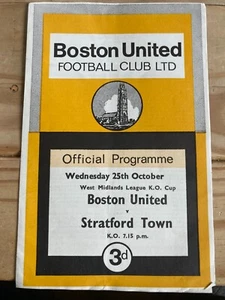 Boston United
FOOTBALL CLUB LTD
Official Programme
Wednesday 25th October
West Midlands League K.O. Cup
Boston United
v
Stratford Town
K.O. 7.15 p.m.
3d